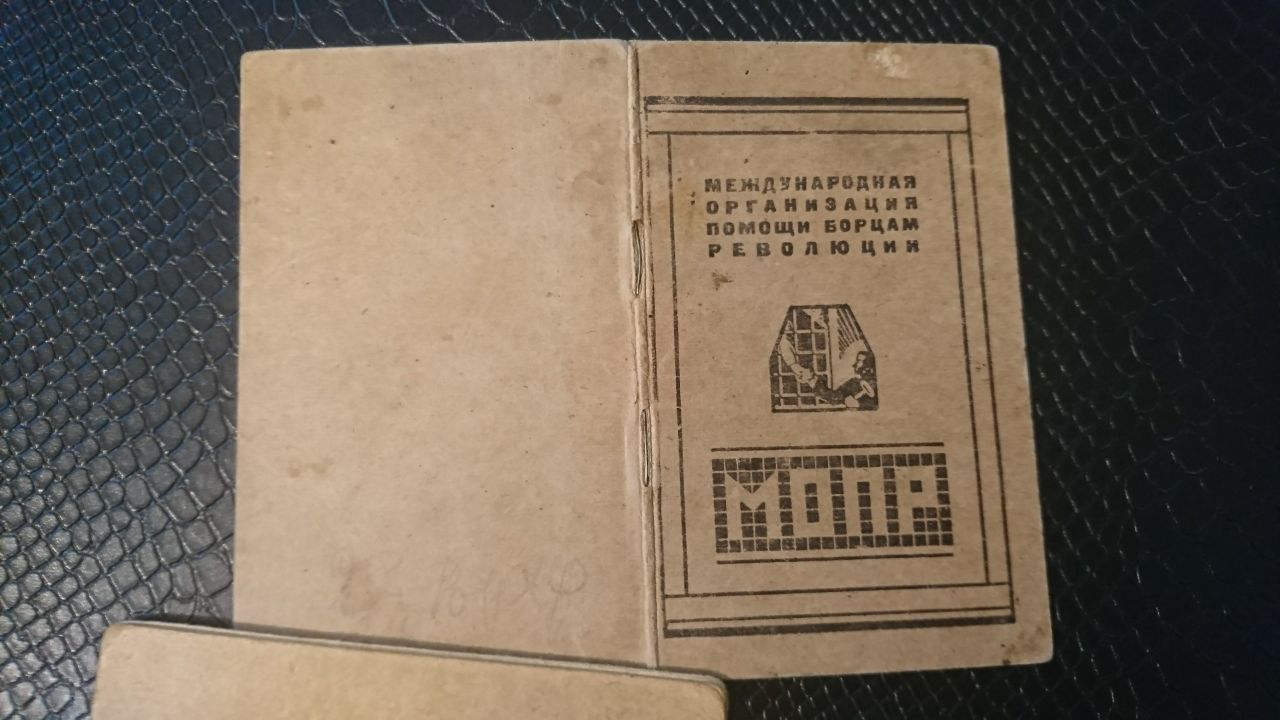 МЕЖДУНАРОДНАЯ
ОРГАНИЗАЦИЯ
ПОМОЩИ БОРЦАМ
РЕВОЛЮЦИИ
МОПР